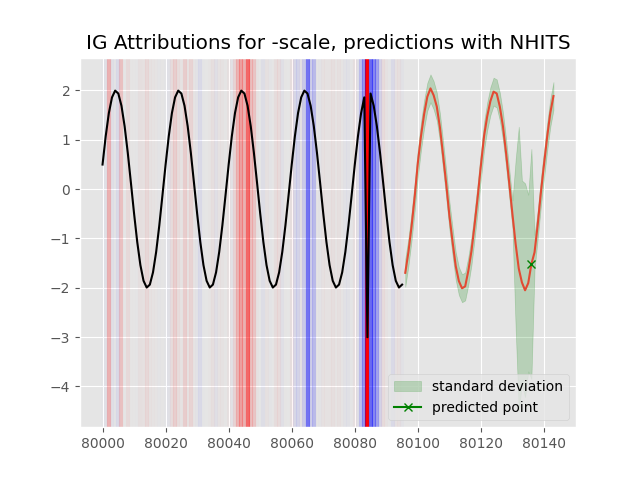 IG Attributions for -scale, predictions with NHITS
2
1
0
−1
−2
−3
−4
standard deviation
predicted point
80000 80020 80040 80060 80080 80100 80120 80140